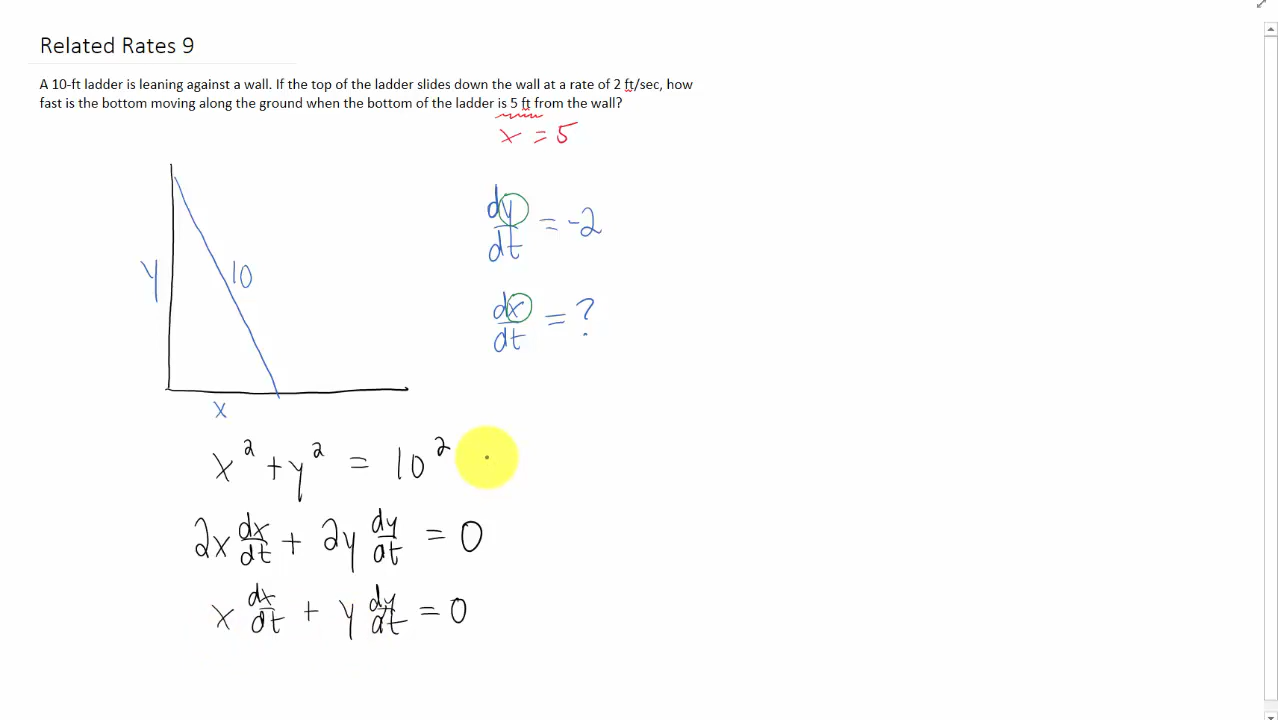 Related Rates 9
A 10-ft ladder is leaning against a wall. If the top of the ladder slides down the wall at a rate of 2 ft/sec, how
fast is the bottom moving along the ground when the bottom of the ladder is 5 ft from the wall?
x = 5
dy/dt = -2
dx/dt = ?
y
10
x
x² + y² = 10²
2x dx/dt + 2y dy/dt = 0
x dx/dt + y dy/dt = 0